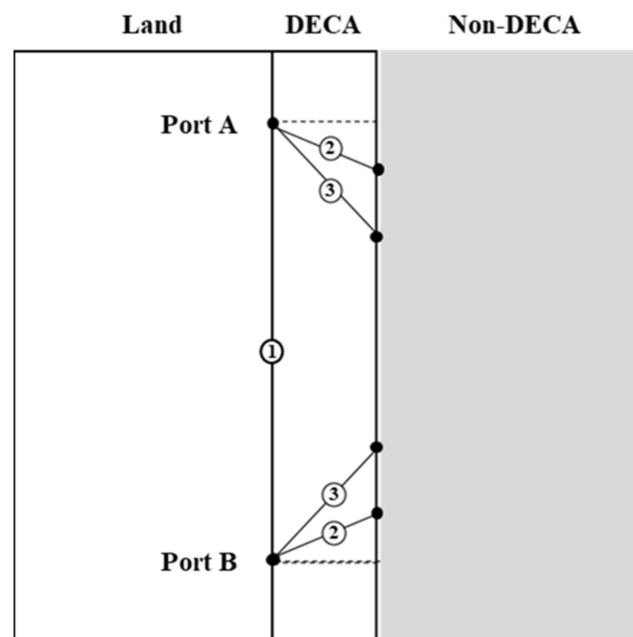 Land DECA Non-DECA
Port A
②
③
①
③
②
Port B